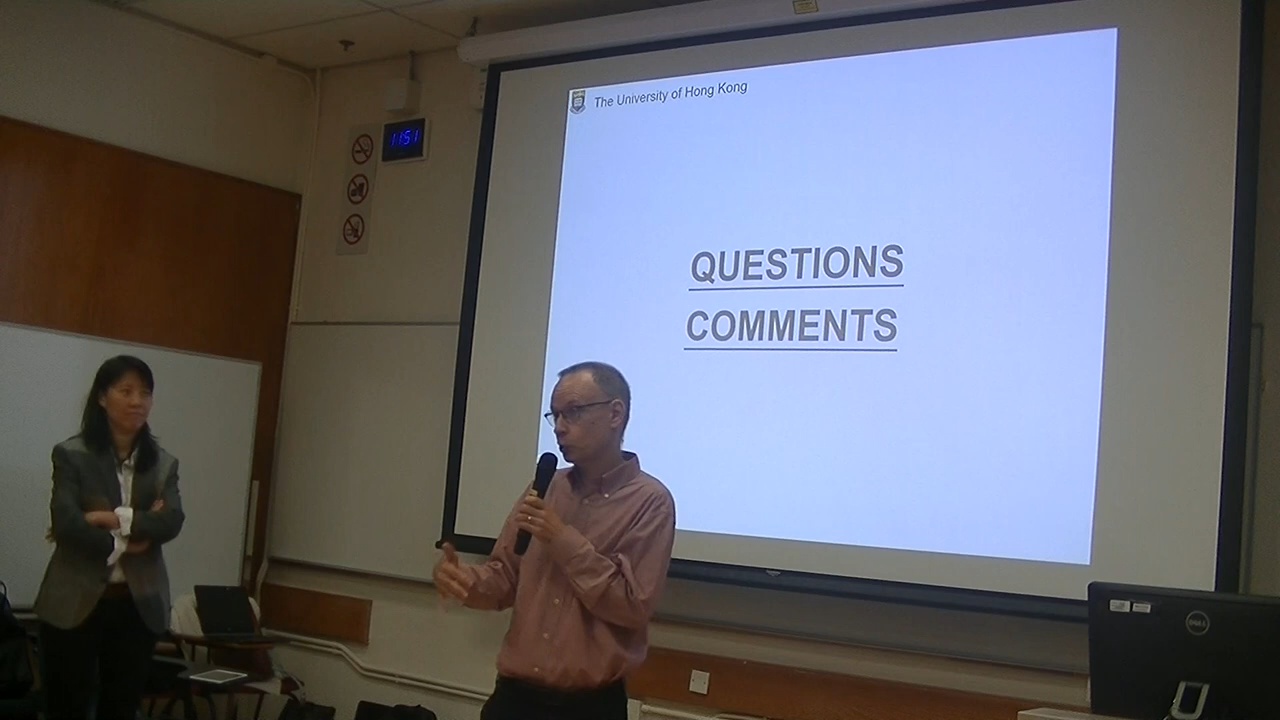 The University of Hong Kong
1151
QUESTIONS
COMMENTS
DELL